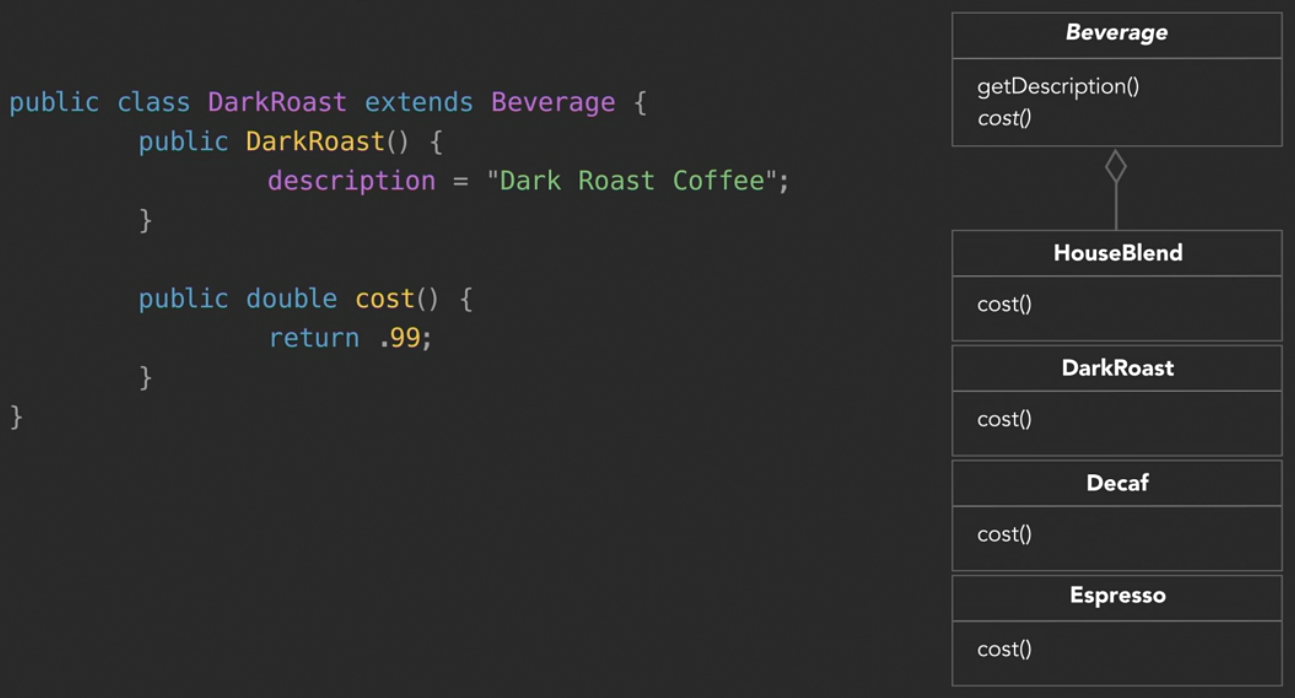 public class DarkRoast extends Beverage {
public DarkRoast() {
description = "Dark Roast Coffee";
}
public double cost() {
return .99;
}
}
Beverage
getDescription()
cost()
HouseBlend
cost()
DarkRoast
cost()
Decaf
cost()
Espresso
cost()